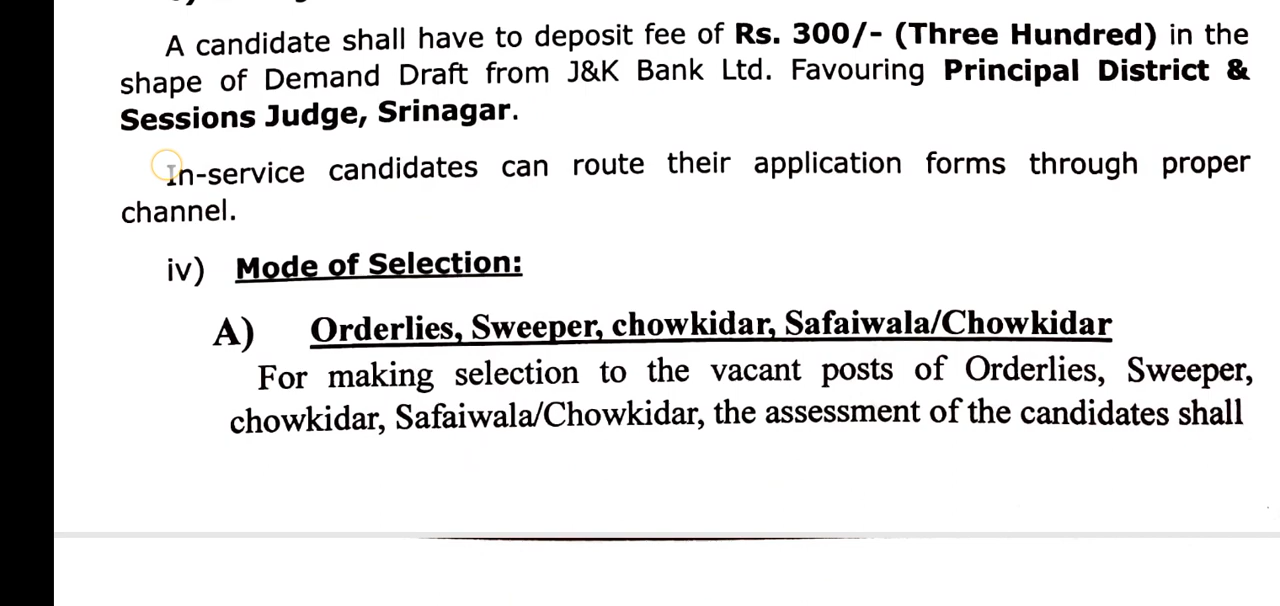 A candidate shall have to deposit fee of Rs. 300/- (Three Hundred) in the
shape of Demand Draft from J&K Bank Ltd. Favouring Principal District &
Sessions Judge, Srinagar.
In-service candidates can route their application forms through proper
channel.
iv) Mode of Selection:
A) Orderlies, Sweeper, chowkidar, Safaiwala/Chowkidar
For making selection to the vacant posts of Orderlies, Sweeper,
chowkidar, Safaiwala/Chowkidar, the assessment of the candidates shall